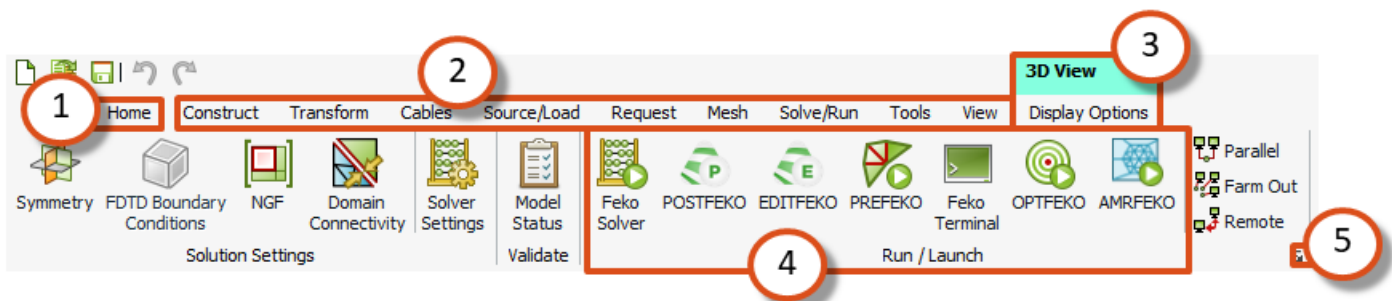 3
2
3D View
1
Home Construct Transform Cables Source/Load Request Mesh Solve/Run Tools View Display Options
P E
Parallel
Farm Out
Remote
Symmetry FDTD Boundary Conditions NGF Domain Connectivity Solver Settings Model Status Feko Solver POSTFEKO EDITFEKO PREFEKO Feko Terminal OPTFEKO AMRFEKO
Solution Settings Validate Run / Launch
4
5